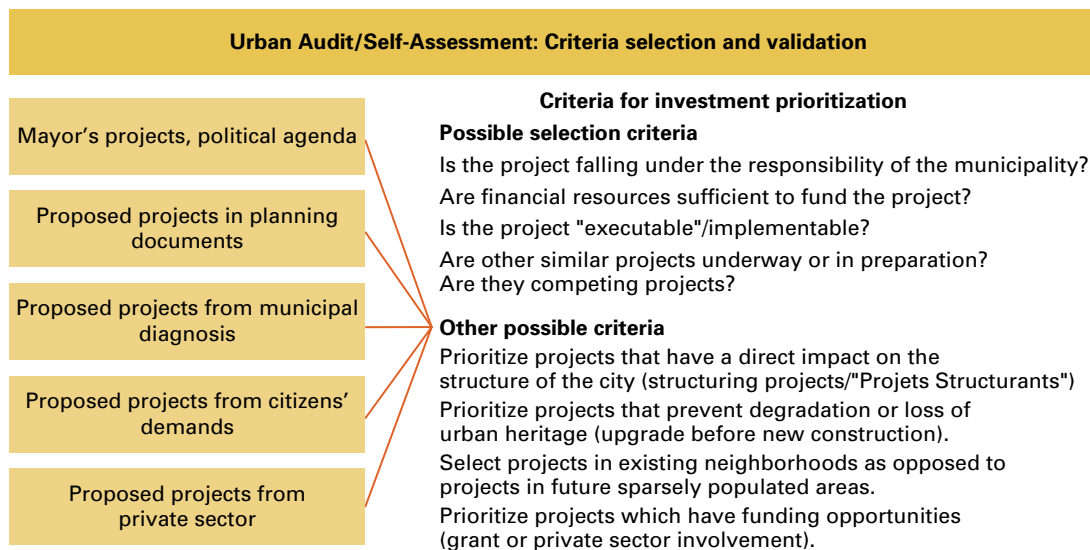 Urban Audit/Self-Assessment: Criteria selection and validation
Mayor's projects, political agenda
Proposed projects in planning
documents
Proposed projects from municipal
diagnosis
Proposed projects from citizens'
demands
Proposed projects from
private sector
Criteria for investment prioritization
Possible selection criteria
Is the project falling under the responsibility of the municipality?
Are financial resources sufficient to fund the project?
Is the project "executable"/implementable?
Are other similar projects underway or in preparation?
Are they competing projects?
Other possible criteria
Prioritize projects that have a direct impact on the
structure of the city (structuring projects/"Projets Structurants")
Prioritize projects that prevent degradation or loss of
urban heritage (upgrade before new construction).
Select projects in existing neighborhoods as opposed to
projects in future sparsely populated areas.
Prioritize projects which have funding opportunities
(grant or private sector involvement).